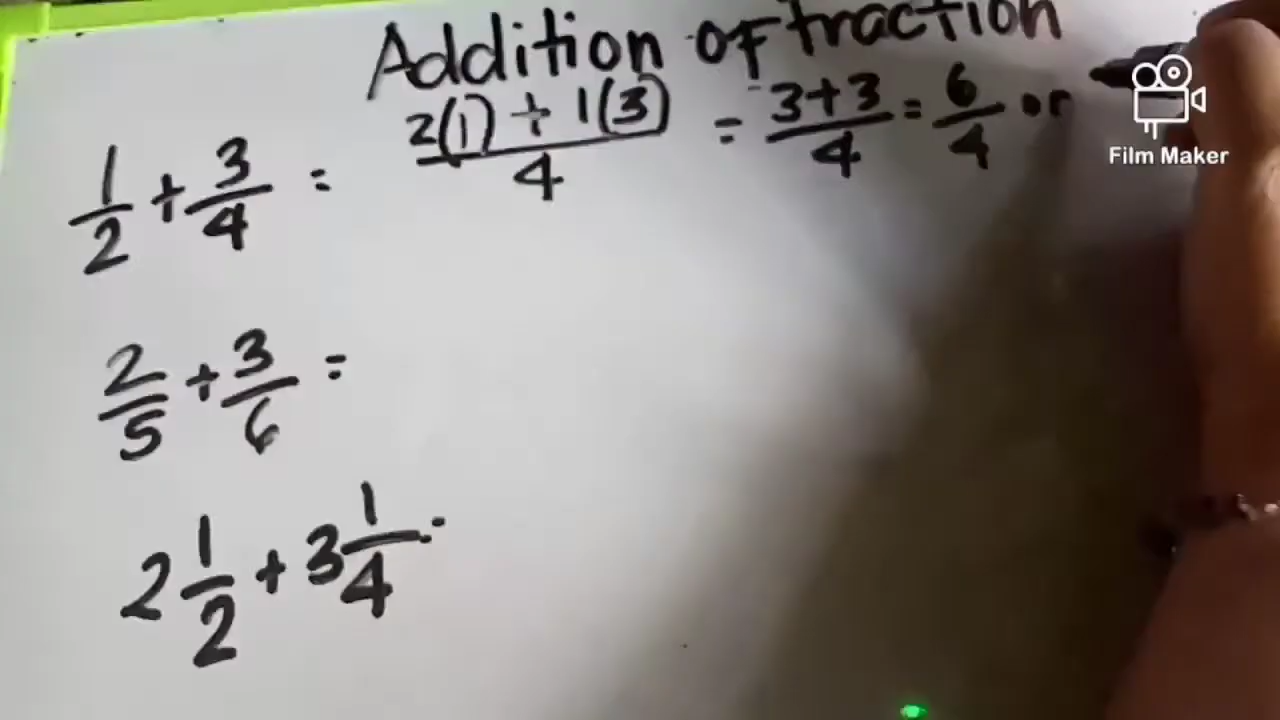 Addition of fraction
1/2 + 3/4 = 2(1) + 1(3)/4 = 3+3/4 = 6/4 or
2/5 + 3/6 =
2 1/2 + 3 1/4 =
Film Maker